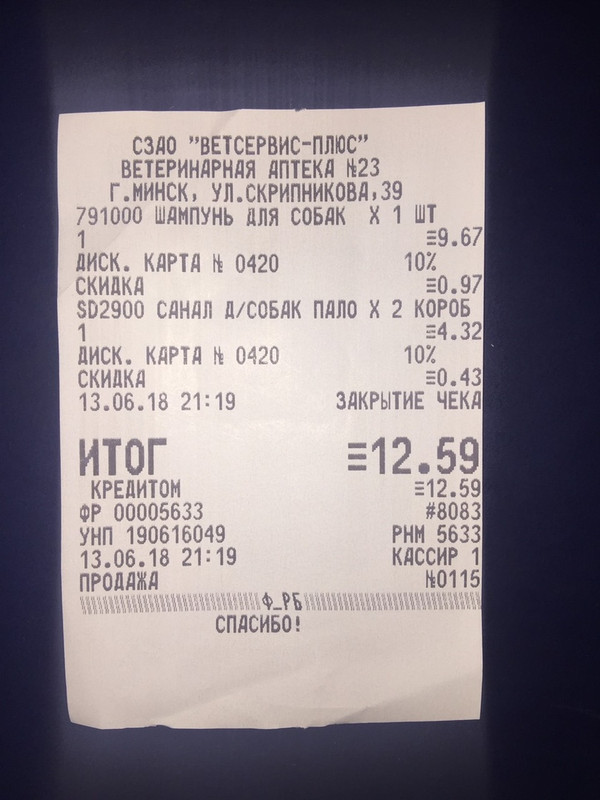 СЗАО "ВЕТСЕРВИС-ПЛЮС"
ВЕТЕРИНАРНАЯ АПТЕКА №23
Г.МИНСК, УЛ.СКРИПНИКОВА,39
791000 ШАМПУНЬ ДЛЯ СОБАК X 1 ШТ
1 ≡9.67
ДИСК. КАРТА № 0420 10%
СКИДКА ≡0.97
SD2900 САНАЛ Д/СОБАК ПАЛО X 2 КОРОБ
1 ≡4.32
ДИСК. КАРТА № 0420 10%
СКИДКА ≡0.43
13.06.18 21:19 ЗАКРЫТИЕ ЧЕКА
ИТОГ ≡12.59
КРЕДИТОМ ≡12.59
ФР 00005633 #8083
УНП 190616049 РНМ 5633
13.06.18 21:19 КАССИР 1
ПРОДАЖА №0115
Ф_РБ
СПАСИБО!